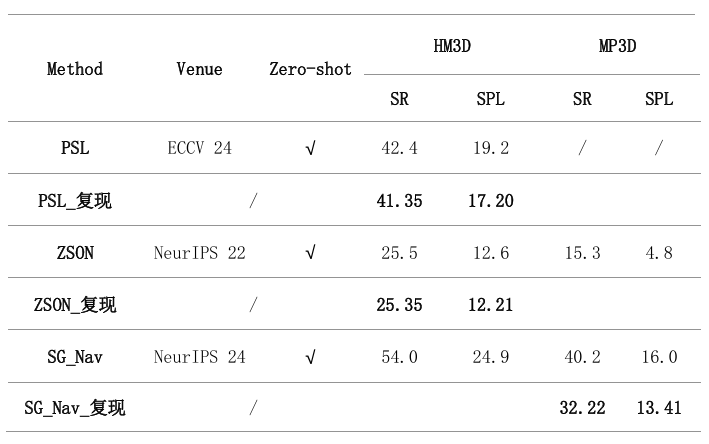 HM3D MP3D
Method Venue Zero-shot
SR SPL SR SPL
PSL ECCV 24 √ 42.4 19.2 / /
PSL_复现 / 41.35 17.20
ZSON NeurIPS 22 √ 25.5 12.6 15.3 4.8
ZSON_复现 / 25.35 12.21
SG_Nav NeurIPS 24 √ 54.0 24.9 40.2 16.0
SG_Nav_复现 / 32.22 13.41